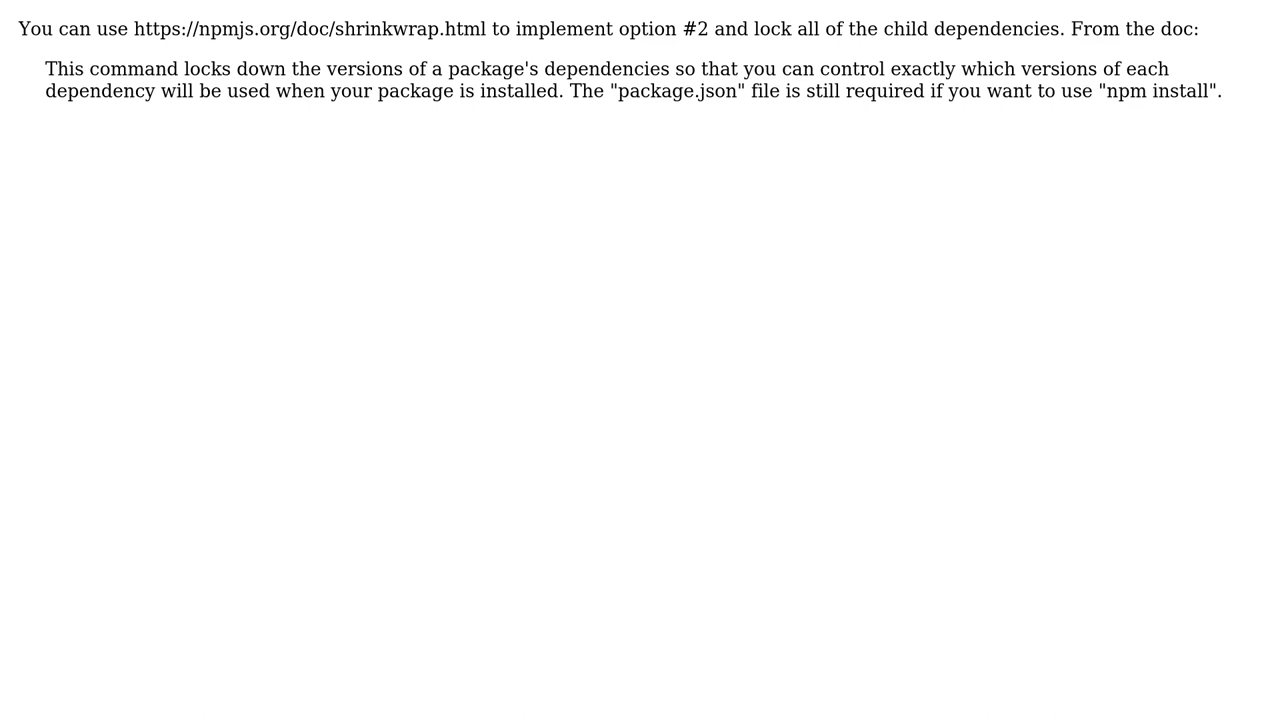 You can use https://npmjs.org/doc/shrinkwrap.html to implement option #2 and lock all of the child dependencies. From the doc:
This command locks down the versions of a package's dependencies so that you can control exactly which versions of each
dependency will be used when your package is installed. The "package.json" file is still required if you want to use "npm install".